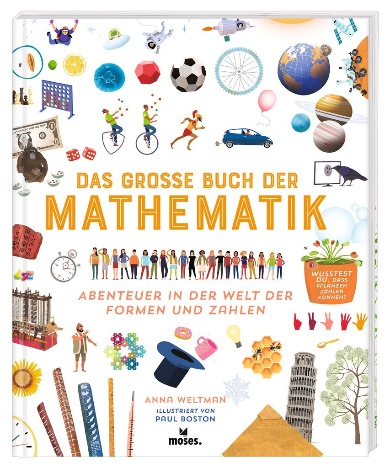 DAS GROSSE BUCH DER
MATHEMATIK
ABENTEUER IN DER WELT DER
FORMEN UND ZAHLEN
WUSSTEST
DU, DASS
PFLANZEN
ZÄHLEN
KÖNNEN?
ANNA WELTMAN
ILLUSTRIERT VON
PAUL BOSTON
moses.